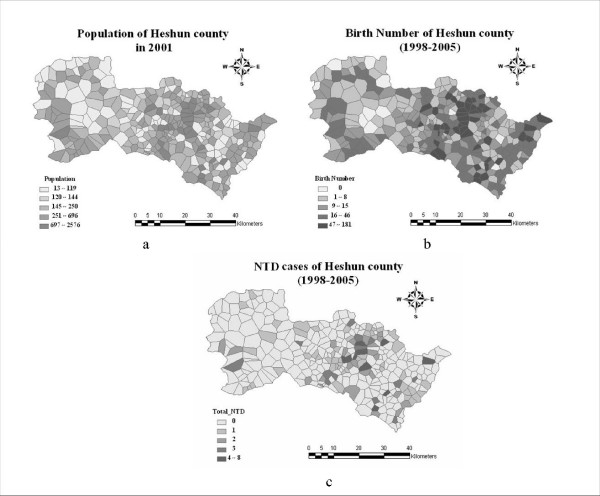 Population of Heshun county
in 2001
N
W E
S
Population
13 – 119
120 – 144
145 – 250
251 – 696
697 – 2576
0 5 10 20 30 40
Kilometers
a
Birth Number of Heshun county
(1998-2005)
N
W E
S
Birth Number
0
1 – 8
9 – 15
16 – 46
47 – 181
0 5 10 20 30 40
Kilometers
b
NTD cases of Heshun county
(1998-2005)
N
W E
S
Total_NTD
0
1
2
3
4 – 8
0 5 10 20 30 40
Kilometers
c